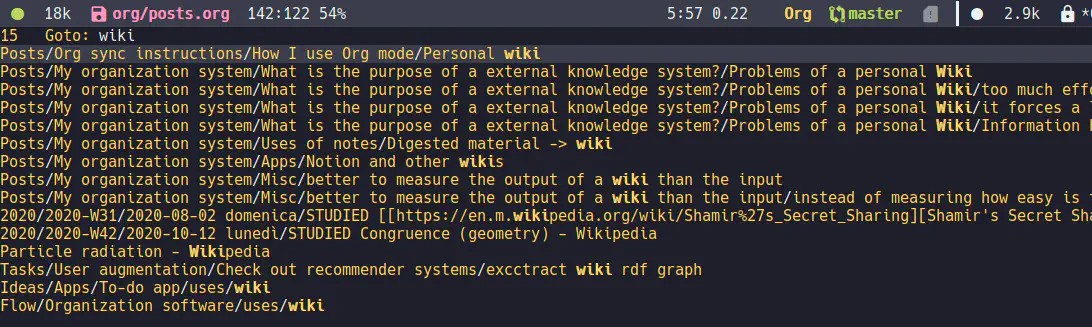 18k org/posts.org 142:122 54% 5:57 0.22 Org master 2.9k
15 Goto: wiki
Posts/Org sync instructions/How I use Org mode/Personal wiki
Posts/My organization system/What is the purpose of a external knowledge system?/Problems of a personal Wiki
Posts/My organization system/What is the purpose of a external knowledge system?/Problems of a personal Wiki/too much effo
Posts/My organization system/What is the purpose of a external knowledge system?/Problems of a personal Wiki/it forces a
Posts/My organization system/What is the purpose of a external knowledge system?/Problems of a personal Wiki/Information
Posts/My organization system/Uses of notes/Digested material -> wiki
Posts/My organization system/Apps/Notion and other wikis
Posts/My organization system/Misc/better to measure the output of a wiki than the input
Posts/My organization system/Misc/better to measure the output of a wiki than the input/instead of measuring how easy is
2020/2020-W31/2020-08-02 domenica/STUDIED [[https://en.m.wikipedia.org/wiki/Shamir%27s_Secret_Sharing][Shamir's Secret Sha
2020/2020-W42/2020-10-12 lunedì/STUDIED Congruence (geometry) - Wikipedia
Particle radiation - Wikipedia
Tasks/User augmentation/Check out recommender systems/excctract wiki rdf graph
Ideas/Apps/To-do app/uses/wiki
Flow/Organization software/uses/wiki